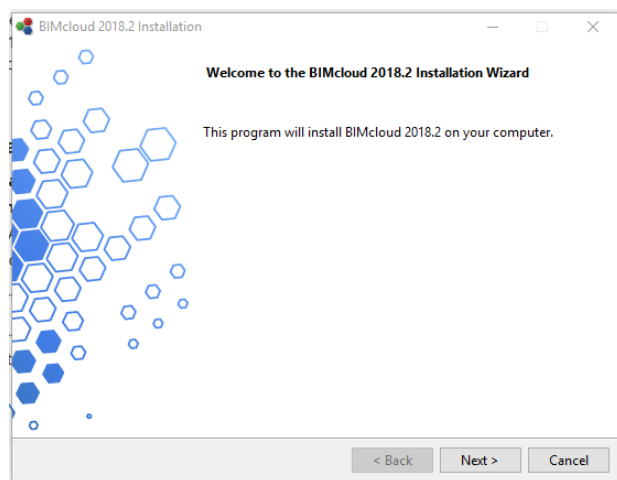 BIMcloud 2018.2 Installation
Welcome to the BIMcloud 2018.2 Installation Wizard
This program will install BIMcloud 2018.2 on your computer.
< Back
Next >
Cancel